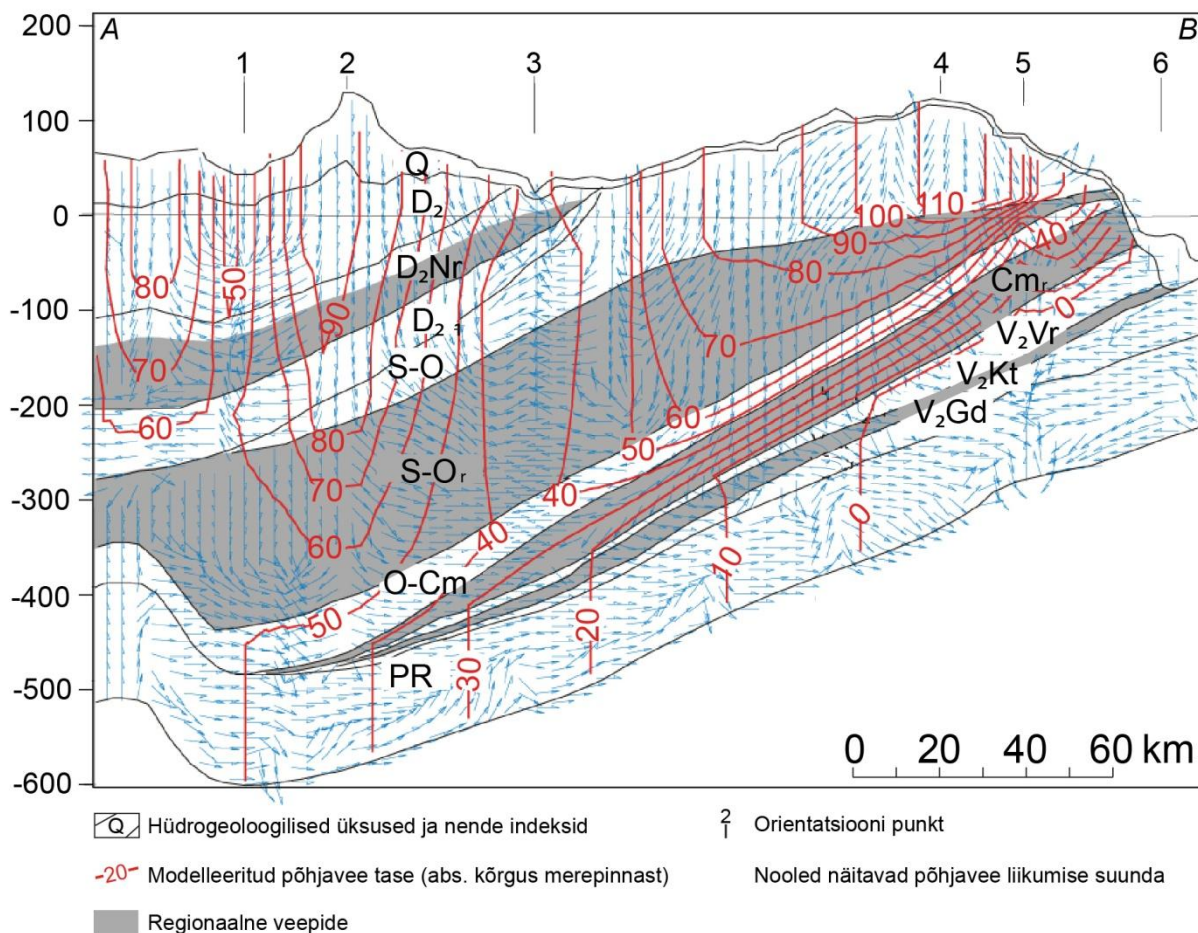 200
A
B
1
2
3
4
5
6
100
Q
D₂
0
100
110
90
80
50
40
80
D₂Nr
Cmᵣ
-100
90
D₂
0
V₂Vr
70
70
S-O
V₂Kt
-200
60
V₂Gd
60
80
50
S-Oᵣ
70
40
-300
0
60
40
10
-400
O-Cm
50
20
30
PR
-500
0 20 40 60 km
-600
Q Hüdrogeoloogilised üksused ja nende indeksid
2 Orientatsiooni punkt
-20- Modelleeritud põhjavee tase (abs. kõrgus merepinnast)
Nooled näitavad põhjavee liikumise suunda
Regionaalne veepide